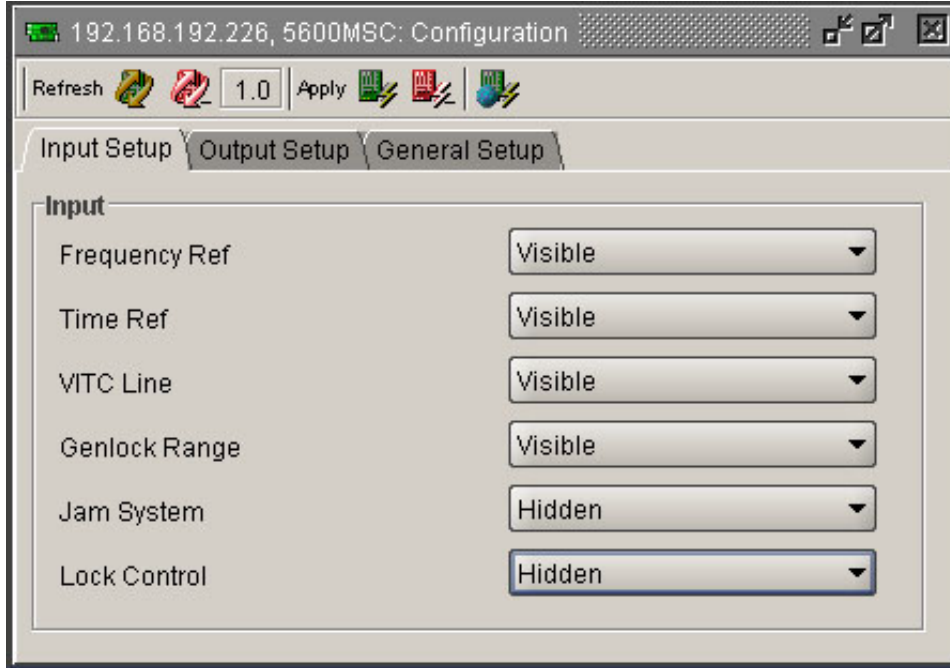 192.168.192.226, 5600MSC: Configuration
Refresh 1.0 Apply
Input Setup Output Setup General Setup
Input
Frequency Ref Visible
Time Ref Visible
VITC Line Visible
Genlock Range Visible
Jam System Hidden
Lock Control Hidden